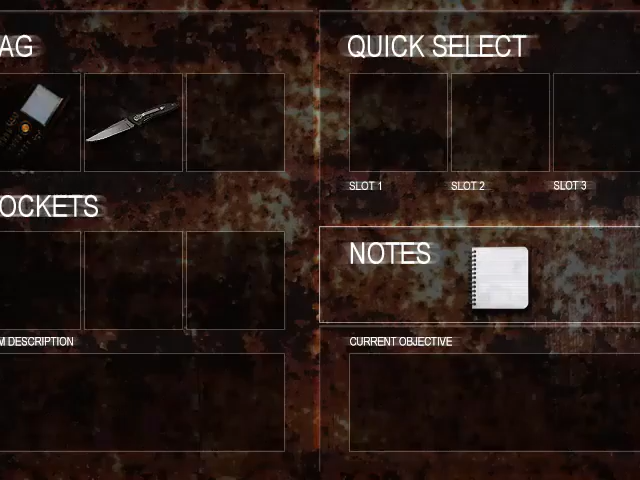 AG
QUICK SELECT
SLOT 1
SLOT 2
SLOT 3
OCKETS
NOTES
M DESCRIPTION
CURRENT OBJECTIVE